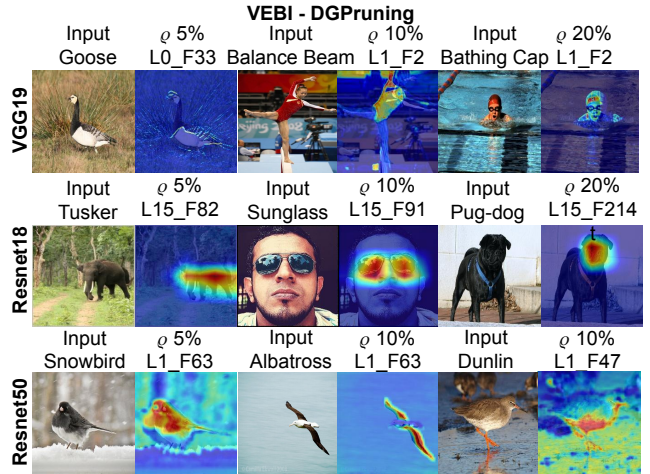 VEBI - DGPruning
Input ϱ 5% Input ϱ 10% Input ϱ 20%
Goose L0_F33 Balance Beam L1_F2 Bathing Cap L1_F2
VGG19
Input ϱ 5% Input ϱ 10% Input ϱ 20%
Tusker L15_F82 Sunglass L15_F91 Pug-dog L15_F214
t
Resnet18
Input ϱ 5% Input ϱ 10% Input ϱ 10%
Snowbird L1_F63 Albatross L1_F63 Dunlin L1_F47
Resnet50